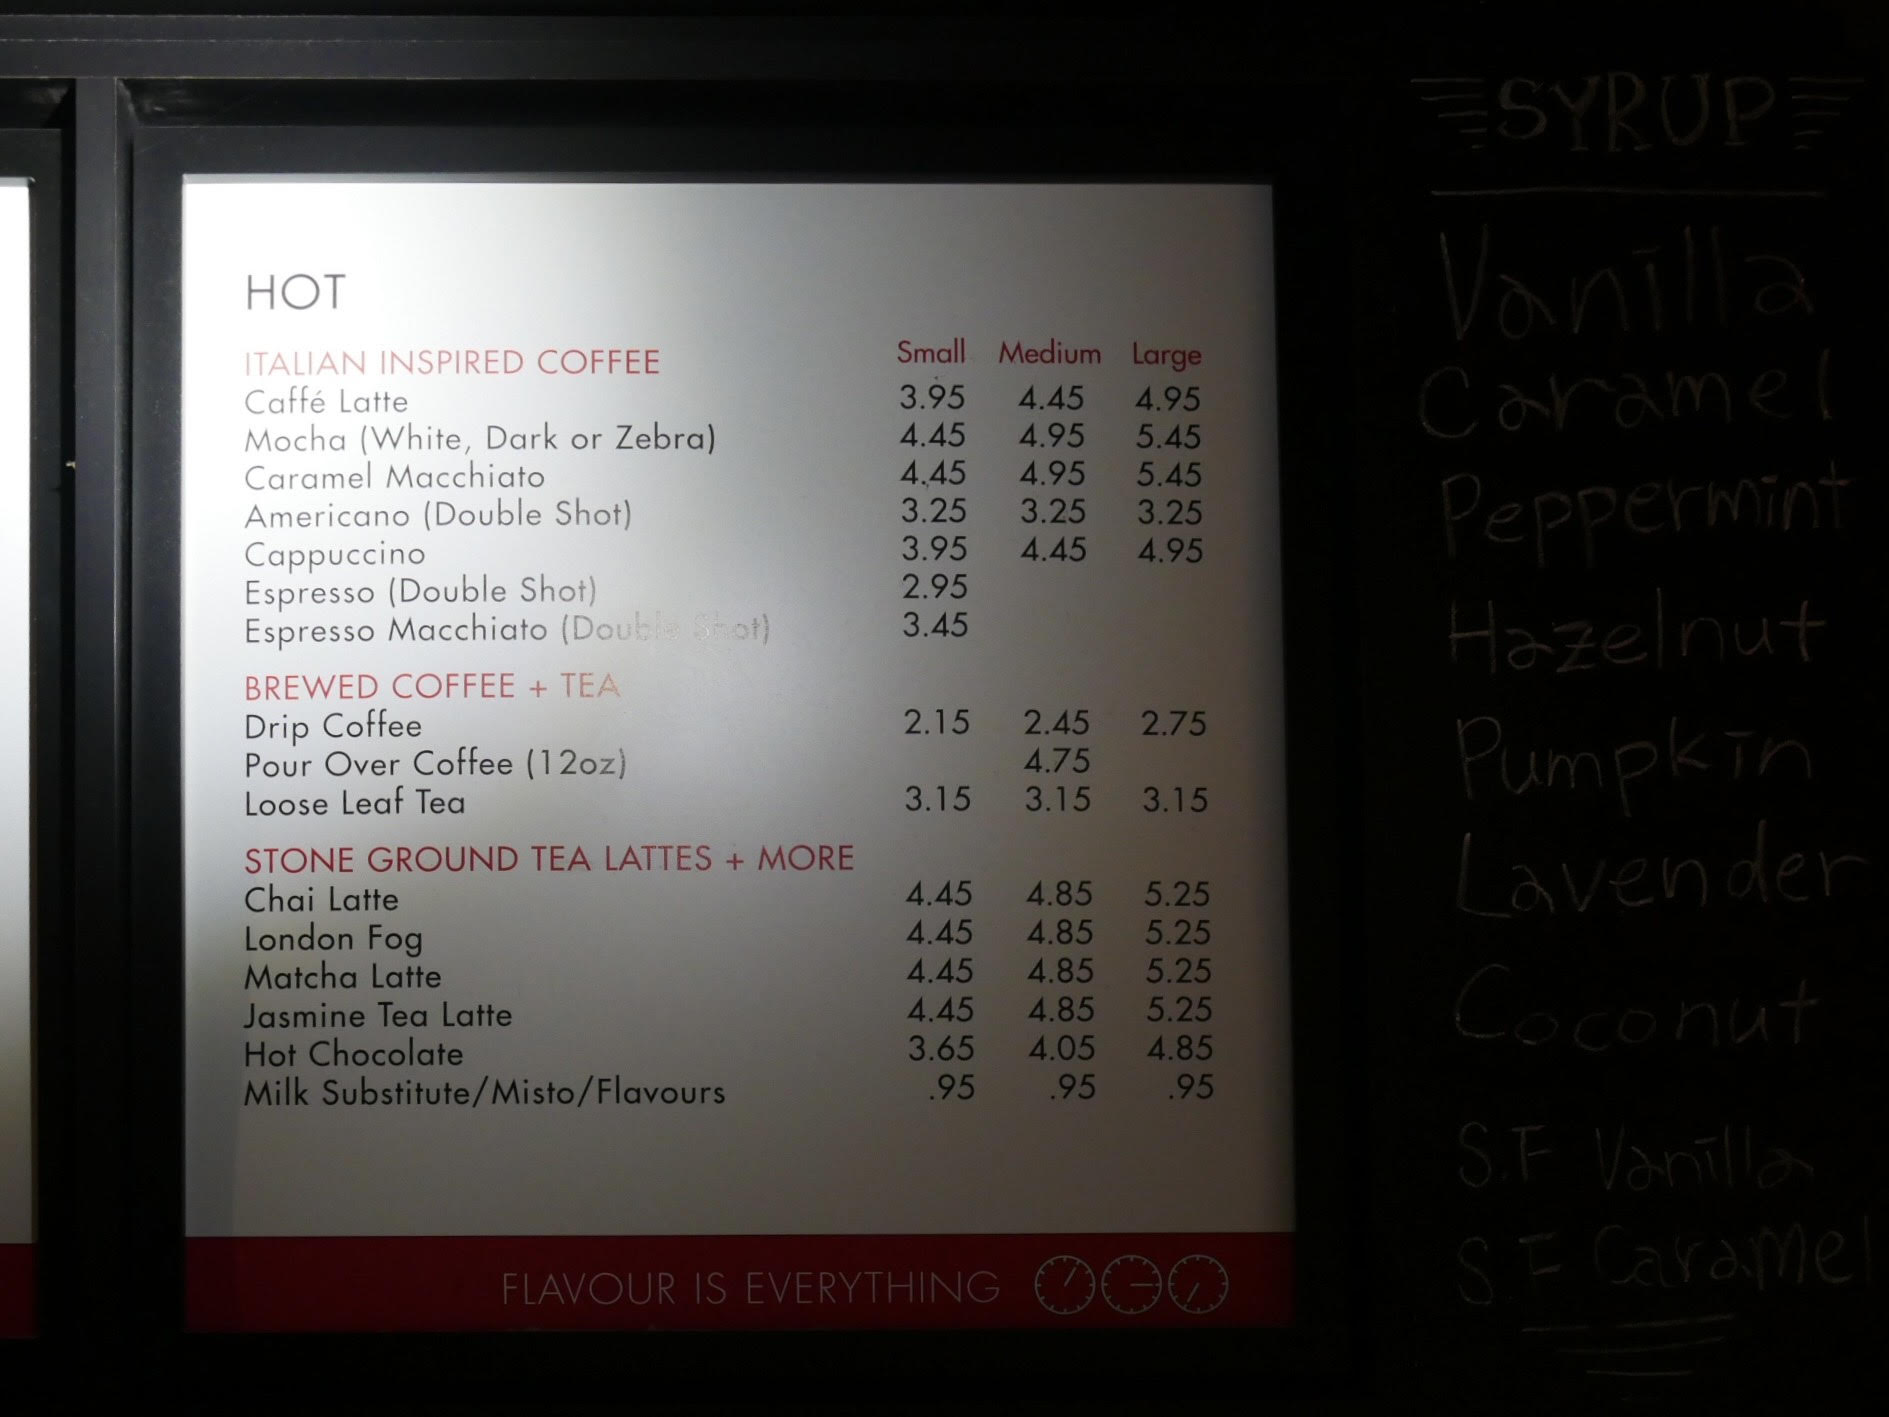 HOT
ITALIAN INSPIRED COFFEE Small Medium Large
Caffé Latte 3.95 4.45 4.95
Mocha (White, Dark or Zebra) 4.45 4.95 5.45
Caramel Macchiato 4.45 4.95 5.45
Americano (Double Shot) 3.25 3.25 3.25
Cappuccino 3.95 4.45 4.95
Espresso (Double Shot) 2.95
Espresso Macchiato (Double Shot) 3.45
BREWED COFFEE + TEA
Drip Coffee 2.15 2.45 2.75
Pour Over Coffee (12oz) 4.75
Loose Leaf Tea 3.15 3.15 3.15
STONE GROUND TEA LATTES + MORE
Chai Latte 4.45 4.85 5.25
London Fog 4.45 4.85 5.25
Matcha Latte 4.45 4.85 5.25
Jasmine Tea Latte 4.45 4.85 5.25
Hot Chocolate 3.65 4.05 4.85
Milk Substitute/Misto/Flavours .95 .95 .95
FLAVOUR IS EVERYTHING
SYRUP
Vanilla
Caramel
Peppermint
Hazelnut
Pumpkin
Lavender
Coconut
S.F Vanilla
S.F Caramel